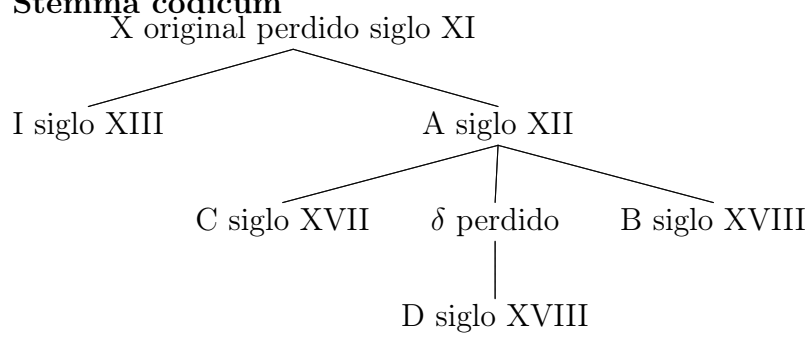 Stemma codicum
X original perdido siglo XI
I siglo XIII A siglo XII
C siglo XVII δ perdido B siglo XVIII
D siglo XVIII